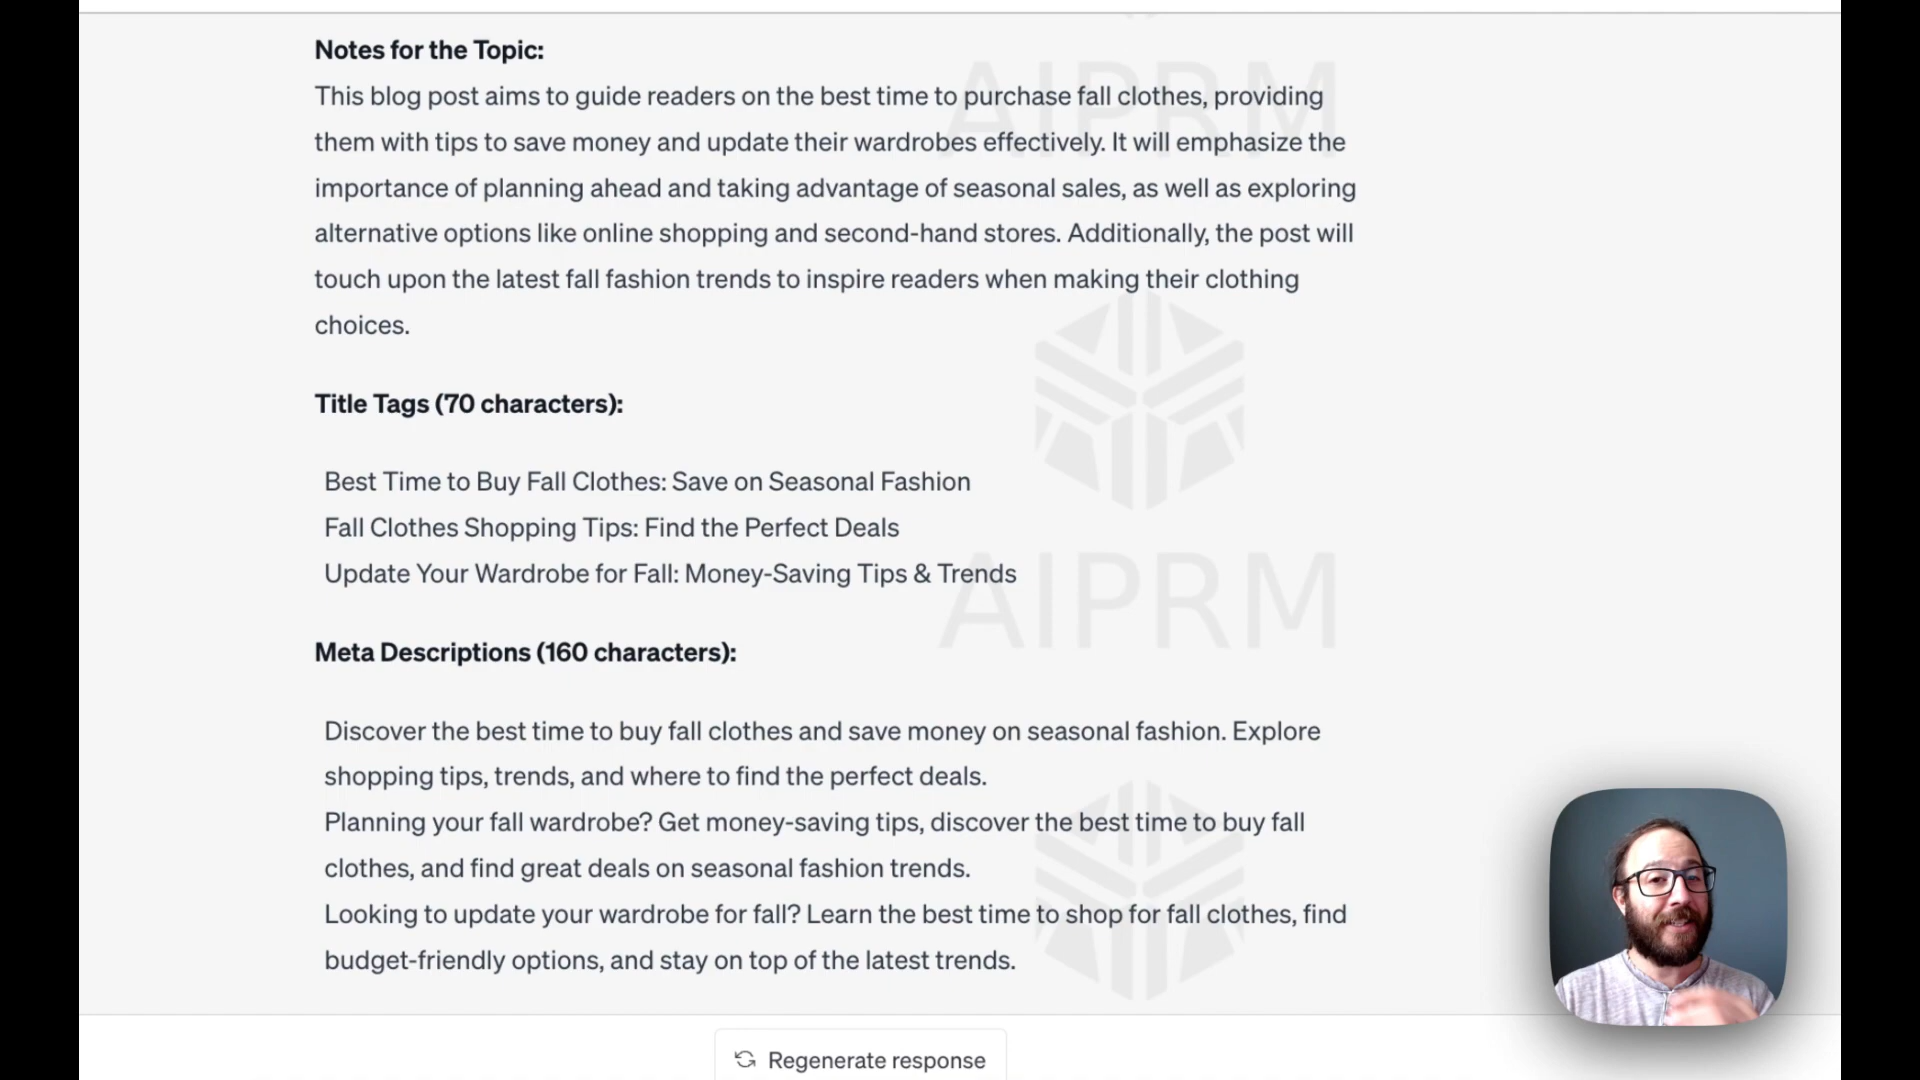 Notes for the Topic:
This blog post aims to guide readers on the best time to purchase fall clothes, providing
them with tips to save money and update their wardrobes effectively. It will emphasize the
importance of planning ahead and taking advantage of seasonal sales, as well as exploring
alternative options like online shopping and second-hand stores. Additionally, the post will
touch upon the latest fall fashion trends to inspire readers when making their clothing
choices.
Title Tags (70 characters):
Best Time to Buy Fall Clothes: Save on Seasonal Fashion
Fall Clothes Shopping Tips: Find the Perfect Deals
Update Your Wardrobe for Fall: Money-Saving Tips & Trends
Meta Descriptions (160 characters):
Discover the best time to buy fall clothes and save money on seasonal fashion. Explore
shopping tips, trends, and where to find the perfect deals.
Planning your fall wardrobe? Get money-saving tips, discover the best time to buy fall
clothes, and find great deals on seasonal fashion trends.
Looking to update your wardrobe for fall? Learn the best time to shop for fall clothes, find
budget-friendly options, and stay on top of the latest trends.
Regenerate response
AIPRM
AIPRM